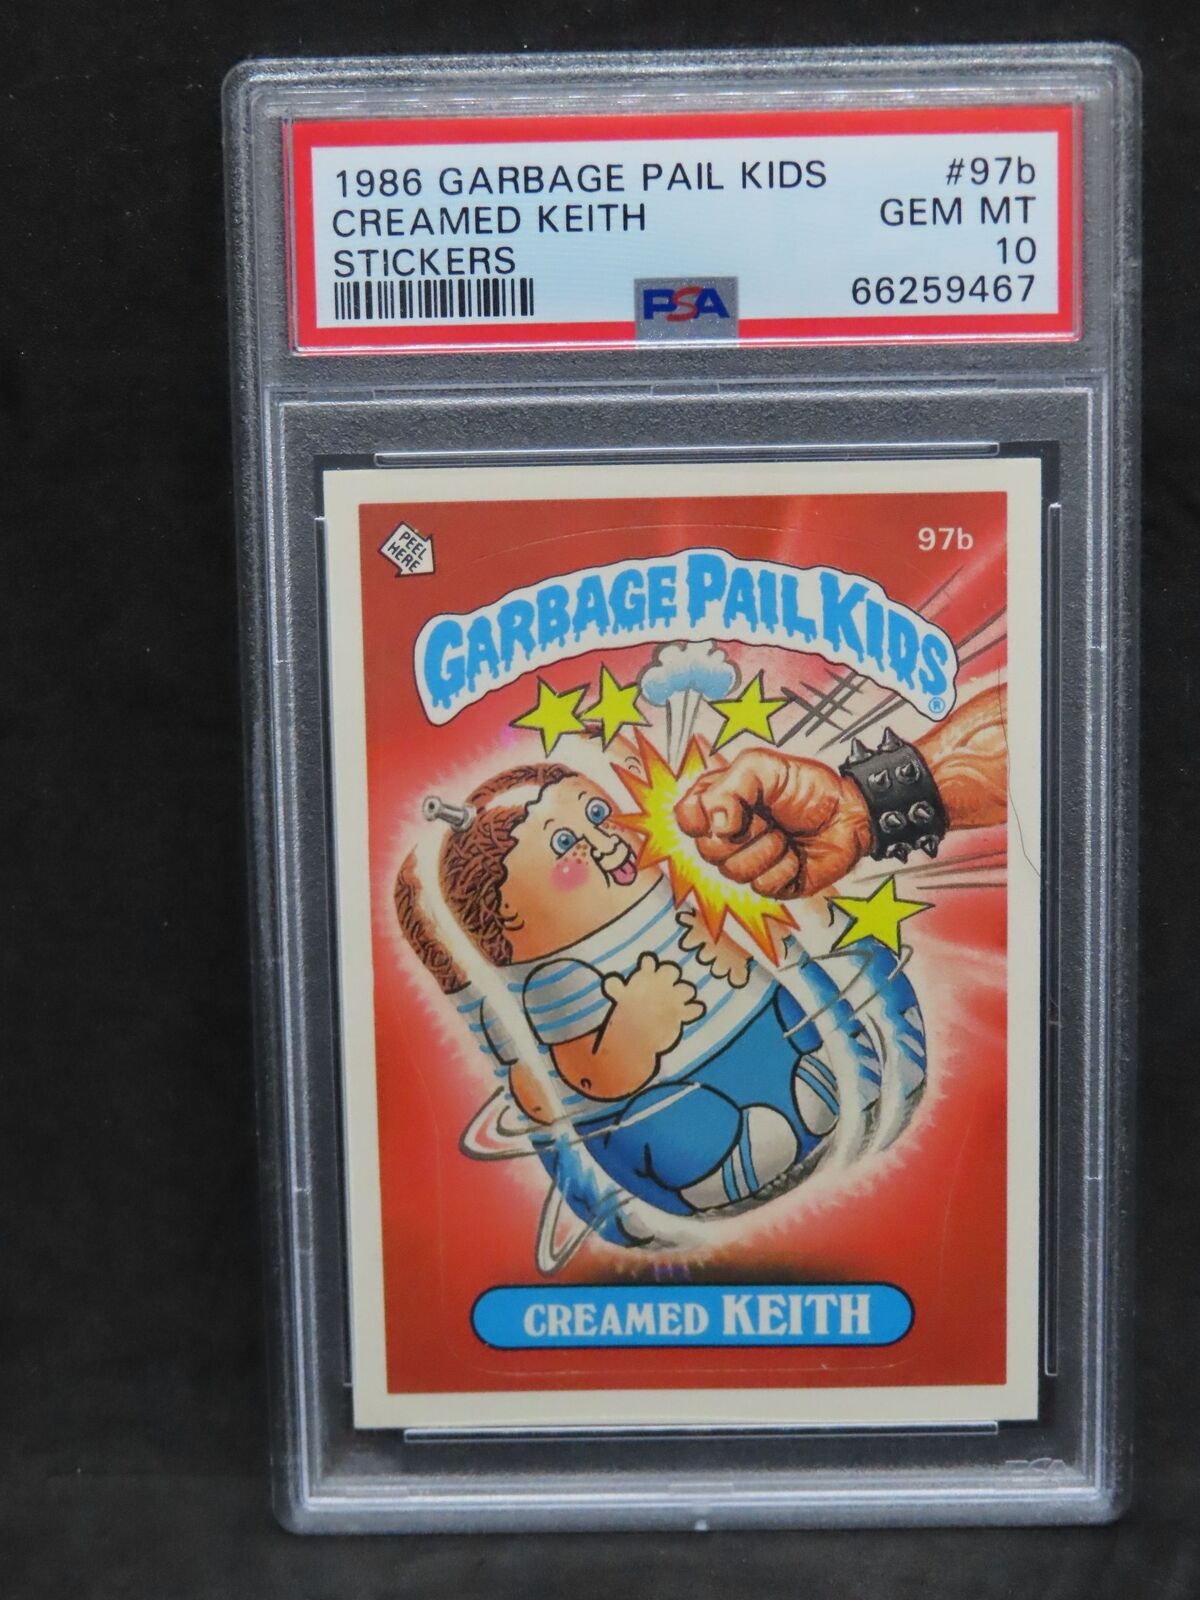 1986 GARBAGE PAIL KIDS #97b
CREAMED KEITH GEM MT
STICKERS 10
PSA 66259467
PEEL
HERE
97b
GARBAGE PAIL KIDS
®
CREAMED KEITH
PSA